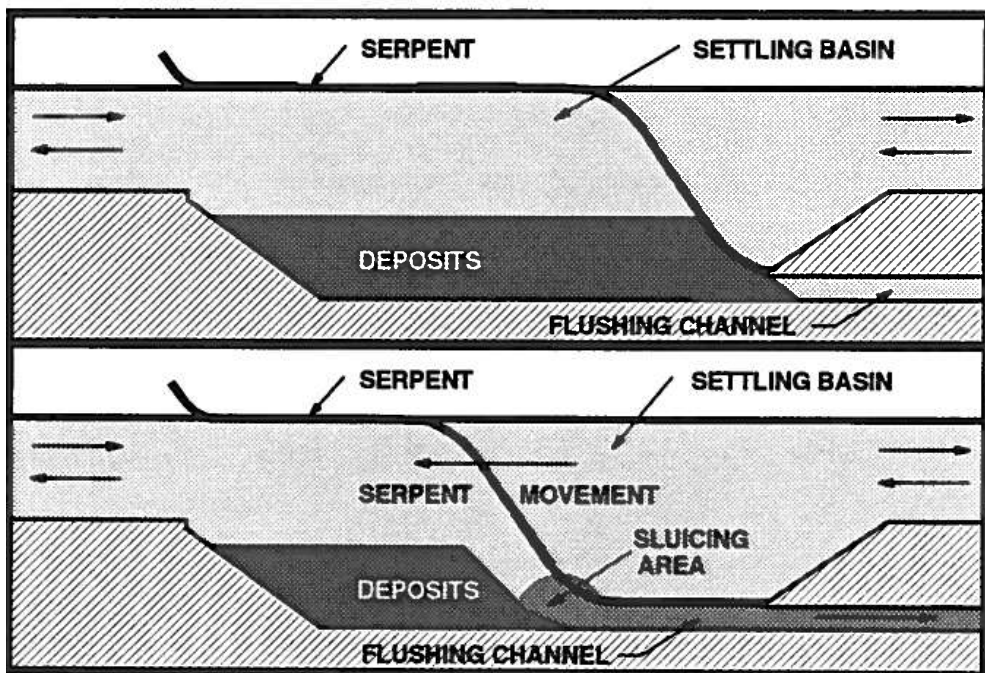 SERPENT
SETTLING BASIN
DEPOSITS
FLUSHING CHANNEL
SERPENT
SETTLING BASIN
SERPENT MOVEMENT
SLUICING
AREA
DEPOSITS
FLUSHING CHANNEL